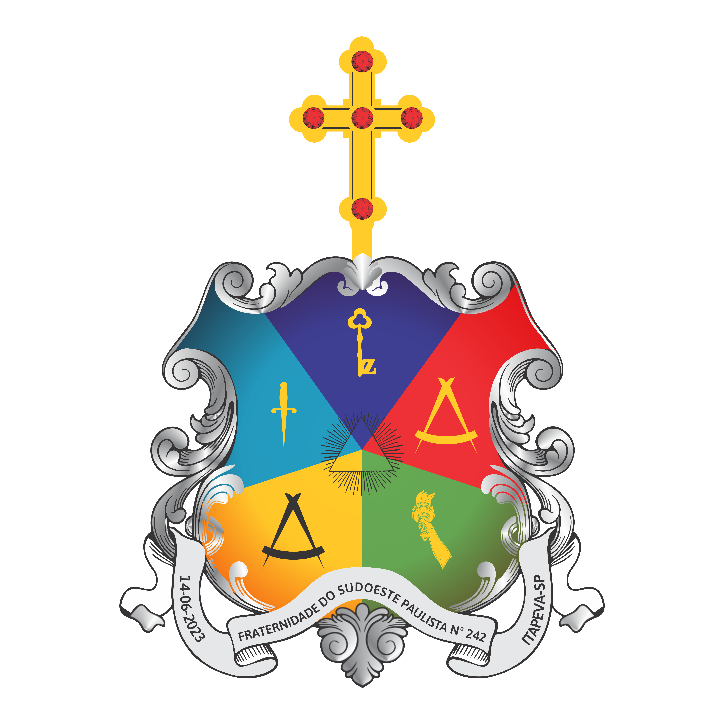 Z
14-06-2023
FRATERNIDADE DO SUDOESTE PAULISTA Nº 242
ITAPEVA-SP